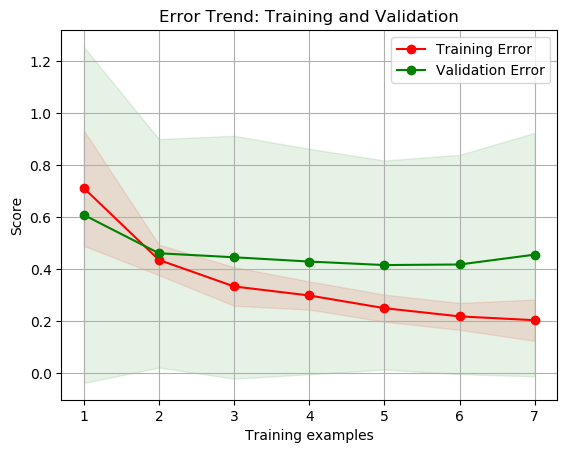 Error Trend: Training and Validation
Training Error
Validation Error
Score
1.2
1.0
0.8
0.6
0.4
0.2
0.0
1 2 3 4 5 6 7
Training examples